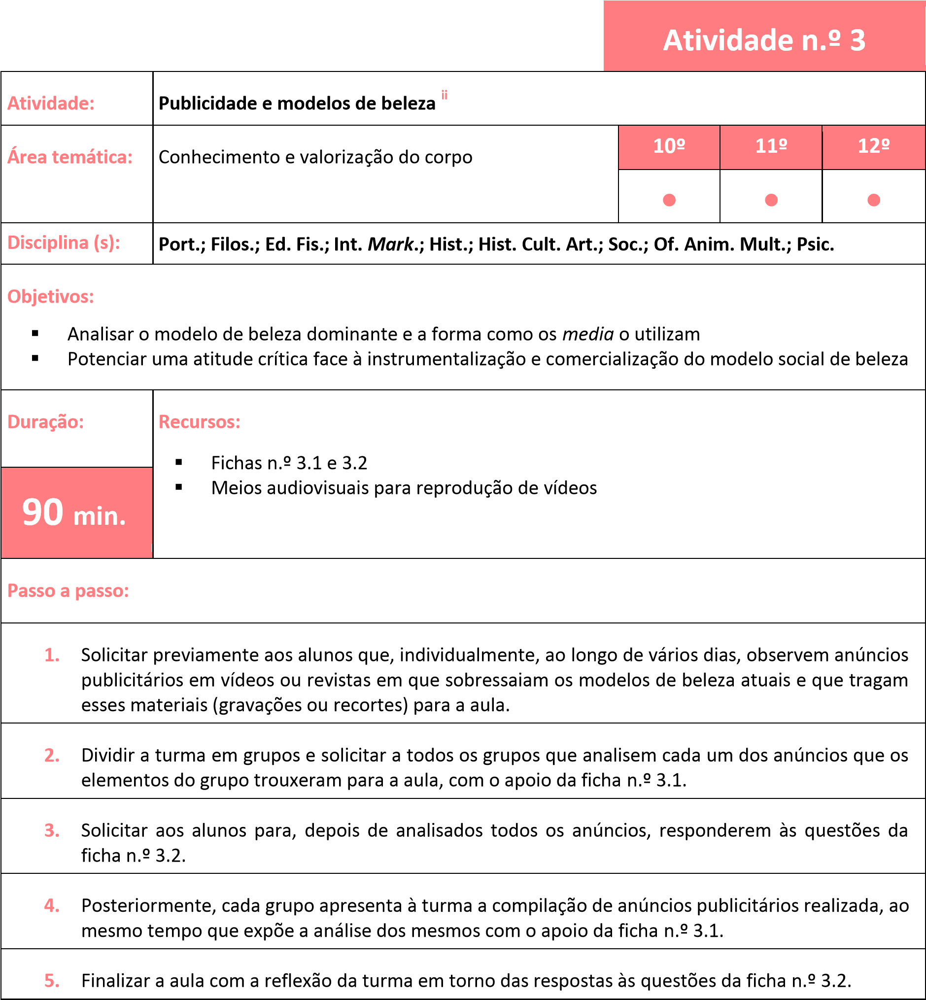 Atividade n.º 3
Atividade:
Publicidade e modelos de beleza ii
Área temática:
Conhecimento e valorização do corpo
10º
11º
12º
●
●
●
Disciplina (s):
Port.; Filos.; Ed. Fis.; Int. Mark.; Hist.; Hist. Cult. Art.; Soc.; Of. Anim. Mult.; Psic.
Objetivos:
▪ Analisar o modelo de beleza dominante e a forma como os media o utilizam
▪ Potenciar uma atitude crítica face à instrumentalização e comercialização do modelo social de beleza
Duração:
90 min.
Recursos:
▪ Fichas n.º 3.1 e 3.2
▪ Meios audiovisuais para reprodução de vídeos
Passo a passo:
1. Solicitar previamente aos alunos que, individualmente, ao longo de vários dias, observem anúncios
publicitários em vídeos ou revistas em que sobressaiam os modelos de beleza atuais e que tragam
esses materiais (gravações ou recortes) para a aula.
2. Dividir a turma em grupos e solicitar a todos os grupos que analisem cada um dos anúncios que os
elementos do grupo trouxeram para a aula, com o apoio da ficha n.º 3.1.
3. Solicitar aos alunos para, depois de analisados todos os anúncios, responderem às questões da
ficha n.º 3.2.
4. Posteriormente, cada grupo apresenta à turma a compilação de anúncios publicitários realizada, ao
mesmo tempo que expõe a análise dos mesmos com o apoio da ficha n.º 3.1.
5. Finalizar a aula com a reflexão da turma em torno das respostas às questões da ficha n.º 3.2.